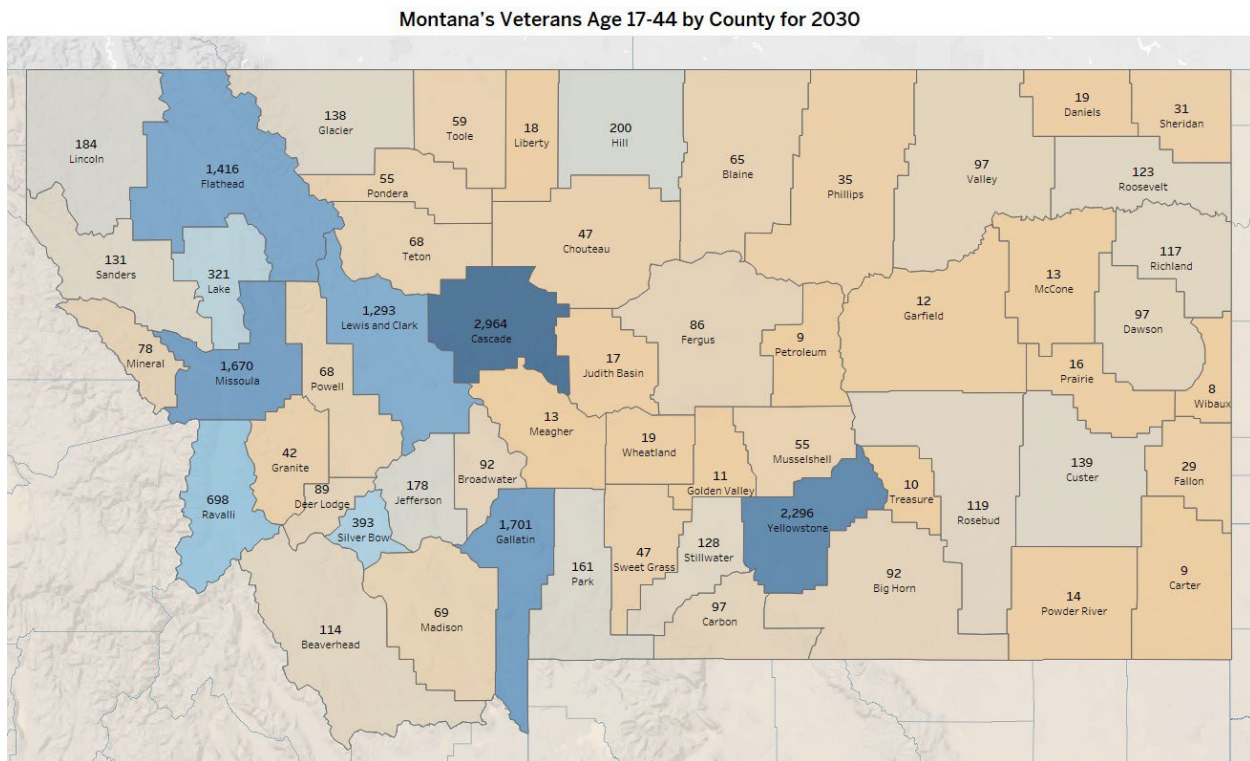 Montana's Veterans Age 17-44 by County for 2030
184
Lincoln
1,416
Flathead
138
Glacier
59
Toole
18
Liberty
200
Hill
65
Blaine
35
Phillips
97
Valley
19
Daniels
31
Sheridan
123
Roosevelt
55
Pondera
68
Teton
47
Chouteau
131
Sanders
321
Lake
1,293
Lewis and Clark
2,964
Cascade
86
Fergus
9
Petroleum
12
Garfield
13
McCone
117
Richland
97
Dawson
78
Mineral
1,670
Missoula
68
Powell
17
Judith Basin
16
Prairie
8
Wibaux
42
Granite
13
Meagher
19
Wheatland
11
Golden Valley
55
Musselshell
10
Treasure
119
Rosebud
139
Custer
29
Fallon
698
Ravalli
89
Deer Lodge
393
Silver Bow
178
Jefferson
92
Broadwater
1,701
Gallatin
161
Park
47
Sweet Grass
128
Stillwater
2,296
Yellowstone
97
Carbon
92
Big Horn
14
Powder River
9
Carter
114
Beaverhead
69
Madison